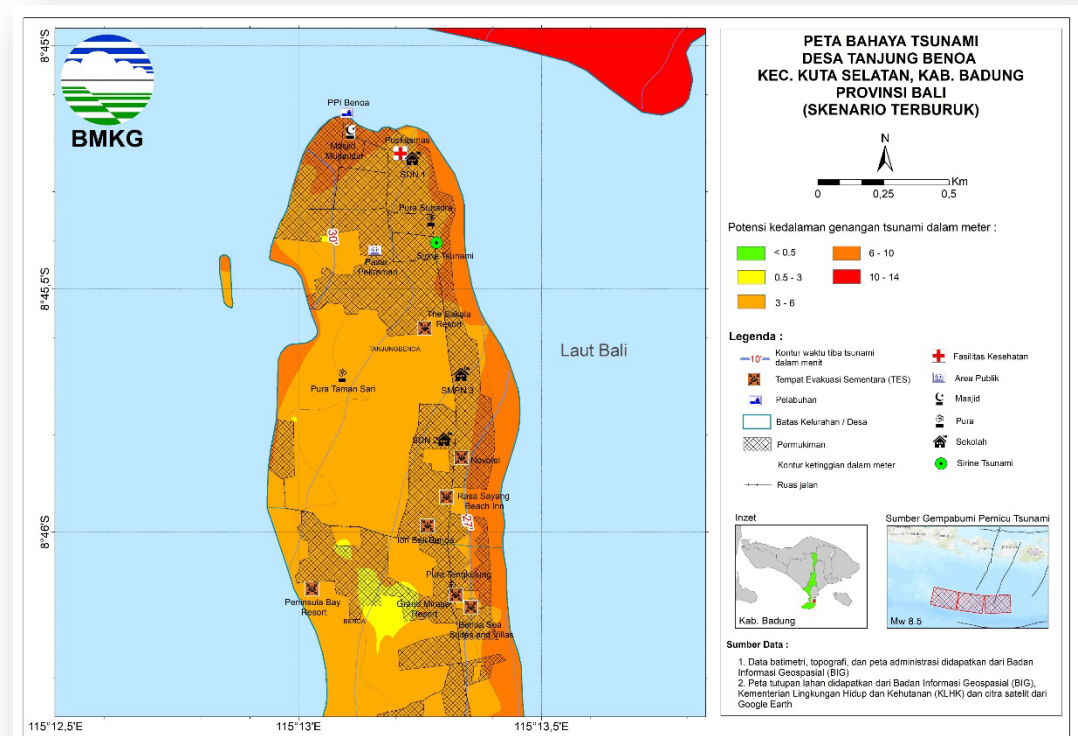 BMKG
8°45'S
8°45,5'S
8°46'S
115°12,5'E
115°13'E
115°13,5'E
PPI Benoa
Masjid
Mujahidin
Puskesmas
SDN 1
Pura Subadra
30'
Pasar
Pekraman
Sirine Tsunami
The Sakala
Resort
TANJUNGBENOA
Laut Bali
Pura Taman Sari
SMPN 3
SDN 2
Novotel
Rasa Sayang
Beach Inn
27'
Ion Bali Benoa
Pura Tengkulung
Peninsula Bay
Resort
Grand Mirage
Resort
BENOA
Benoa Sea
Suites and Villas
PETA BAHAYA TSUNAMI
DESA TANJUNG BENOA
KEC. KUTA SELATAN, KAB. BADUNG
PROVINSI BALI
(SKENARIO TERBURUK)
N
0 0,25 0,5 Km
Potensi kedalaman genangan tsunami dalam meter :
< 0.5
0.5 - 3
3 - 6
6 - 10
10 - 14
Legenda :
10' Kontur waktu tiba tsunami
dalam menit
Tempat Evakuasi Sementara (TES)
Pelabuhan
Batas Kelurahan / Desa
Permukiman
Kontur ketinggian dalam meter
Ruas jalan
Fasilitas Kesehatan
Area Publik
Masjid
Pura
Sekolah
Sirine Tsunami
Inzet
Kab. Badung
Sumber Gempabumi Pemicu Tsunami
Mw 8.5
Sumber Data :
1. Data batimetri, topografi, dan peta administrasi didapatkan dari Badan
Informasi Geospasial (BIG)
2. Peta tutupan lahan didapatkan dari Badan Informasi Geospasial (BIG),
Kementerian Lingkungan Hidup dan Kehutanan (KLHK) dan citra satelit dari
Google Earth